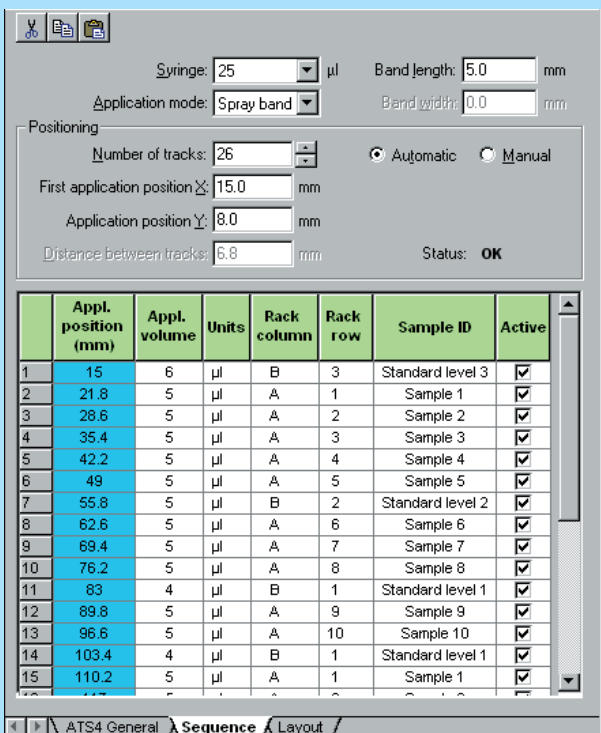 Syringe: 25 µl Band length: 5.0 mm
Application mode: Spray band Band width: 0.0 mm
Positioning
Number of tracks: 26 Automatic Manual
First application position X: 15.0 mm
Application position Y: 8.0 mm
Distance between tracks: 6.8 mm Status: OK
Appl. position (mm) Appl. volume Units Rack column Rack row Sample ID Active
1 15 6 µl B 3 Standard level 3
2 21.8 5 µl A 1 Sample 1
3 28.6 5 µl A 2 Sample 2
4 35.4 5 µl A 3 Sample 3
5 42.2 5 µl A 4 Sample 4
6 49 5 µl A 5 Sample 5
7 55.8 5 µl B 2 Standard level 2
8 62.6 5 µl A 6 Sample 6
9 69.4 5 µl A 7 Sample 7
10 76.2 5 µl A 8 Sample 8
11 83 4 µl B 1 Standard level 1
12 89.8 5 µl A 9 Sample 9
13 96.6 5 µl A 10 Sample 10
14 103.4 4 µl B 1 Standard level 1
15 110.2 5 µl A 1 Sample 1
ATS4 General Sequence Layout